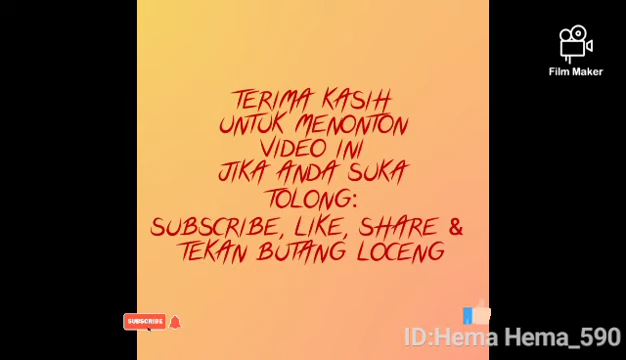 Film Maker
TERIMA KASIH
UNTUK MENONTON
VIDEO INI
JIKA ANDA SUKA
TOLONG:
SUBSCRIBE, LIKE, SHARE &
TEKAN BUTANG LOCENG
SUBSCRIBE
ID:Hema Hema_590